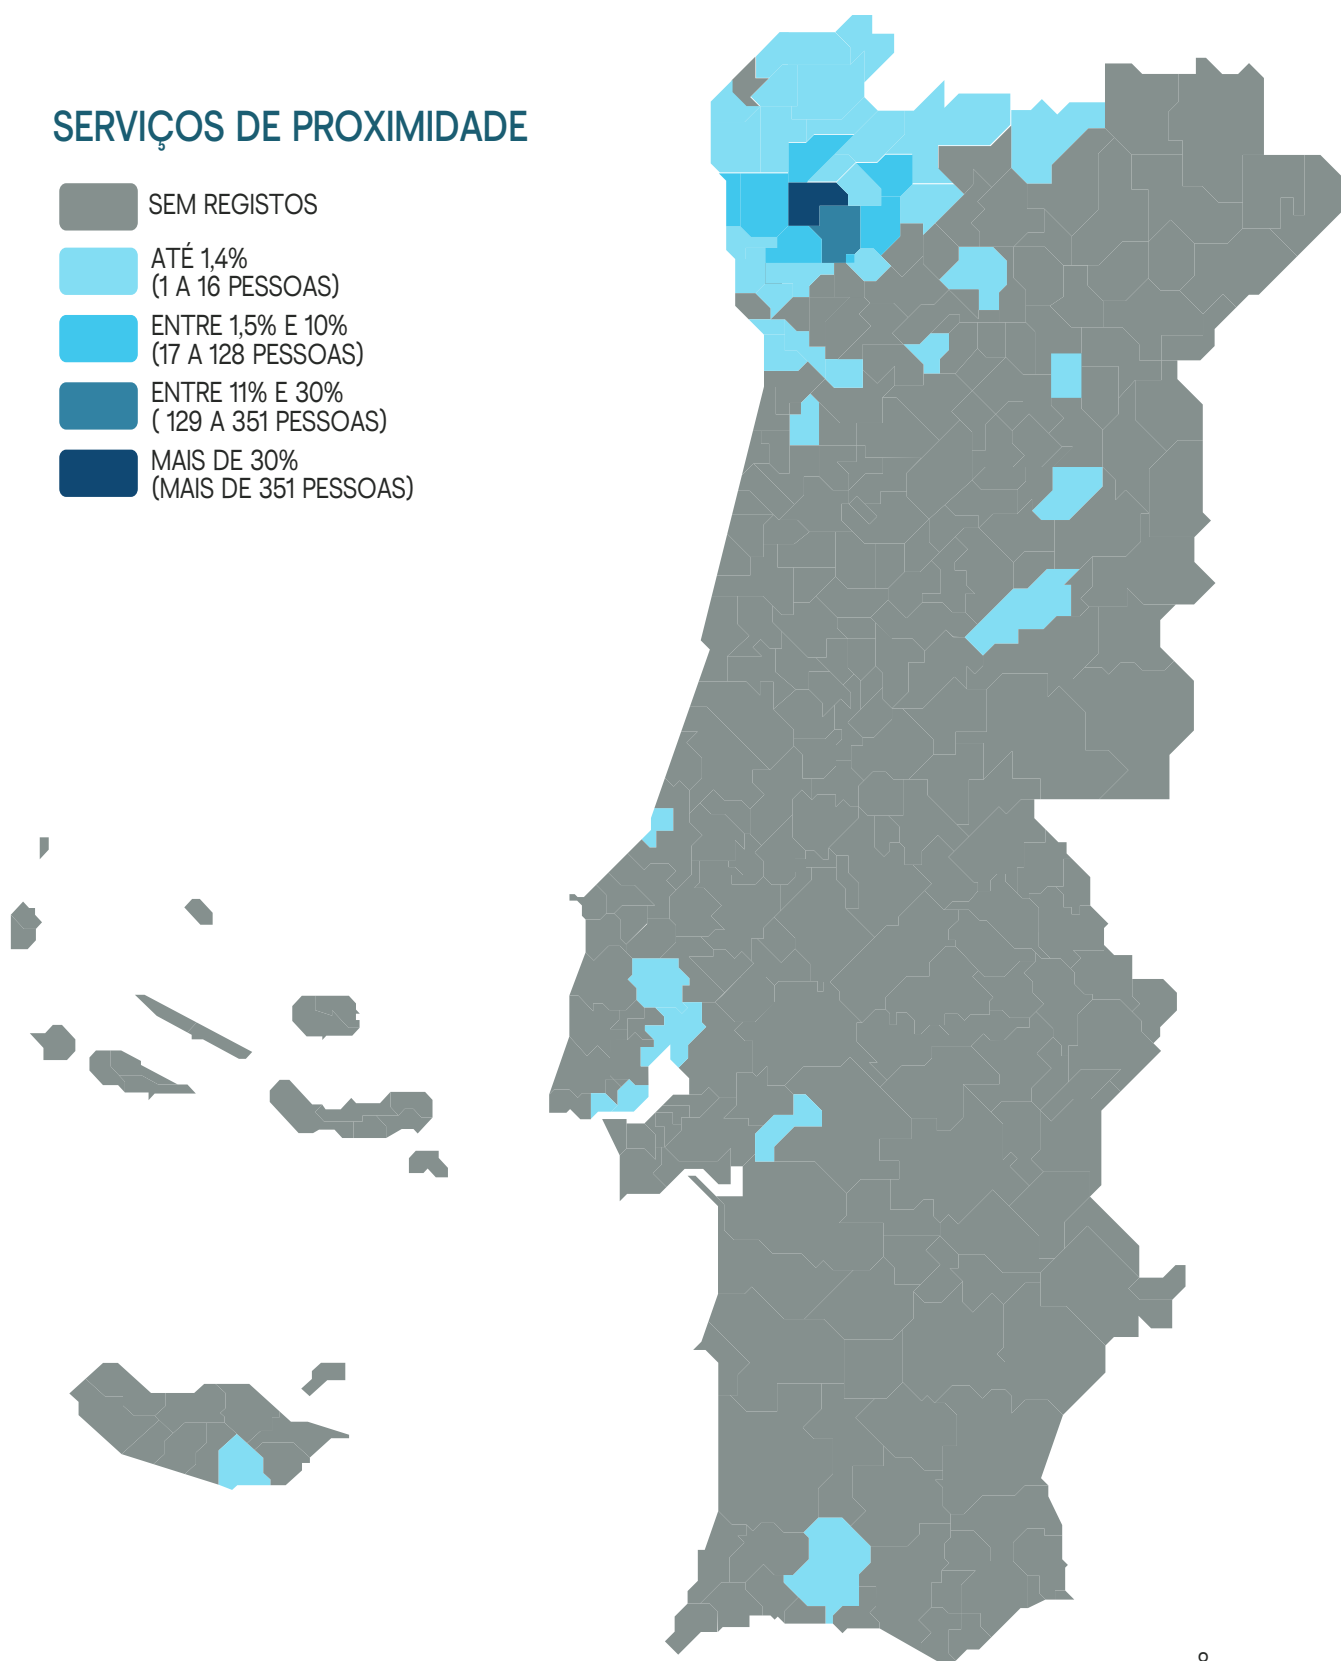 SERVIÇOS DE PROXIMIDADE
SEM REGISTOS
ATÉ 1,4%
(1 A 16 PESSOAS)
ENTRE 1,5% E 10%
(17 A 128 PESSOAS)
ENTRE 11% E 30%
( 129 A 351 PESSOAS)
MAIS DE 30%
(MAIS DE 351 PESSOAS)